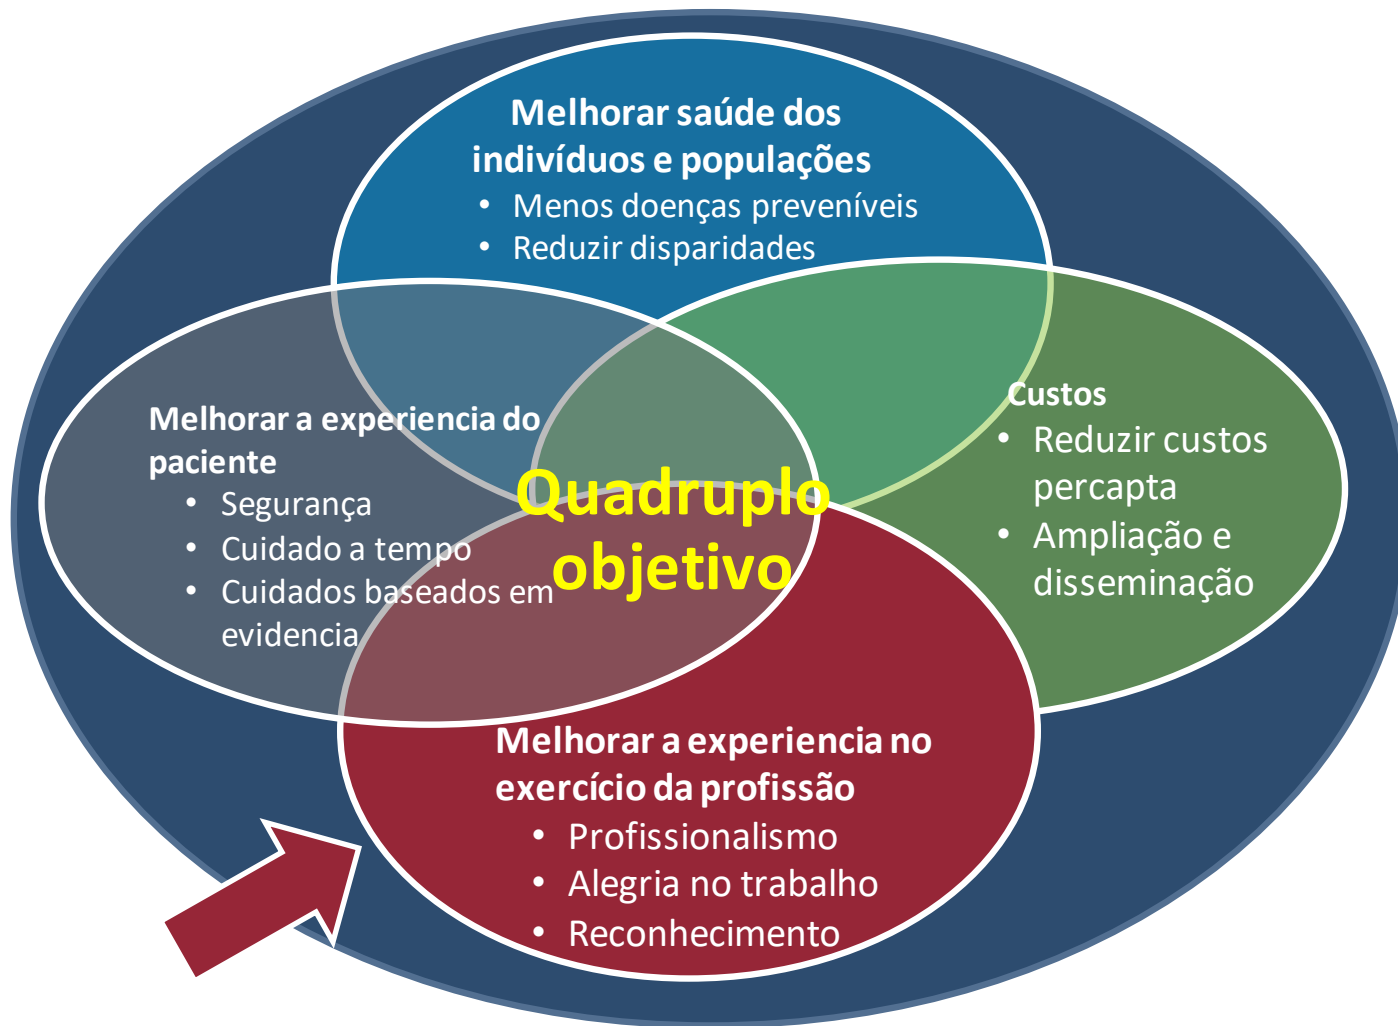 Melhorar saúde dos
indivíduos e populações
• Menos doenças preveníveis
• Reduzir disparidades
Melhorar a experiencia do
paciente
• Segurança
• Cuidado a tempo
• Cuidados baseados em
evidencia
Quadruplo
objetivo
Custos
• Reduzir custos
percapta
• Ampliação e
disseminação
Melhorar a experiencia no
exercício da profissão
• Profissionalismo
• Alegria no trabalho
• Reconhecimento